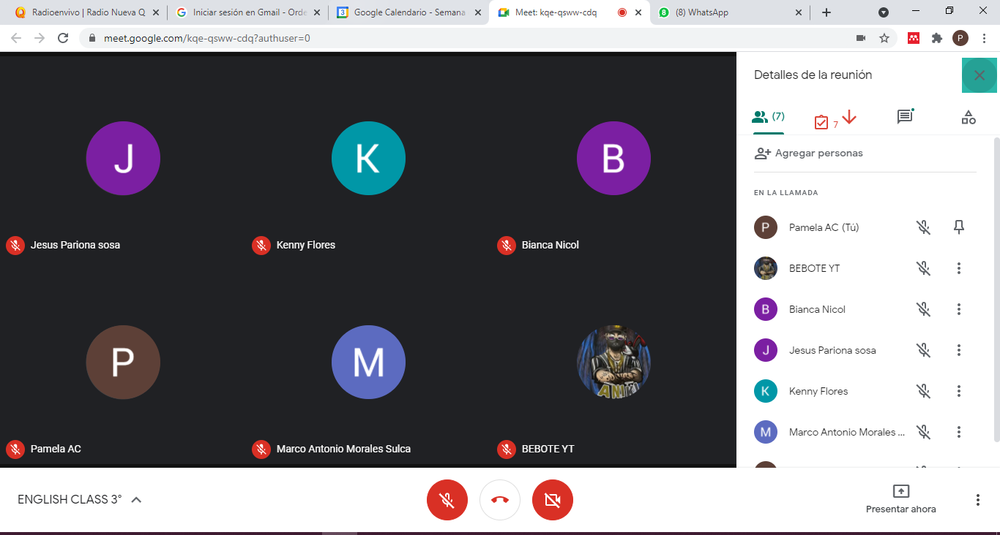 Radioenvivo | Radio Nueva Q
Iniciar sesión en Gmail - Orde
Google Calendario - Semana
Meet: kqe-qsww-cdq
(8) WhatsApp
meet.google.com/kqe-qsww-cdq?authuser=0
P
Detalles de la reunión
(7)
7
Agregar personas
EN LA LLAMADA
P Pamela AC (Tú)
BEBOTE YT
B Bianca Nicol
J Jesus Pariona sosa
K Kenny Flores
M Marco Antonio Morales ...
J
K
B
Jesus Pariona sosa
Kenny Flores
Bianca Nicol
P
M
ANIKI
Pamela AC
Marco Antonio Morales Sulca
BEBOTE YT
ENGLISH CLASS 3°
Presentar ahora